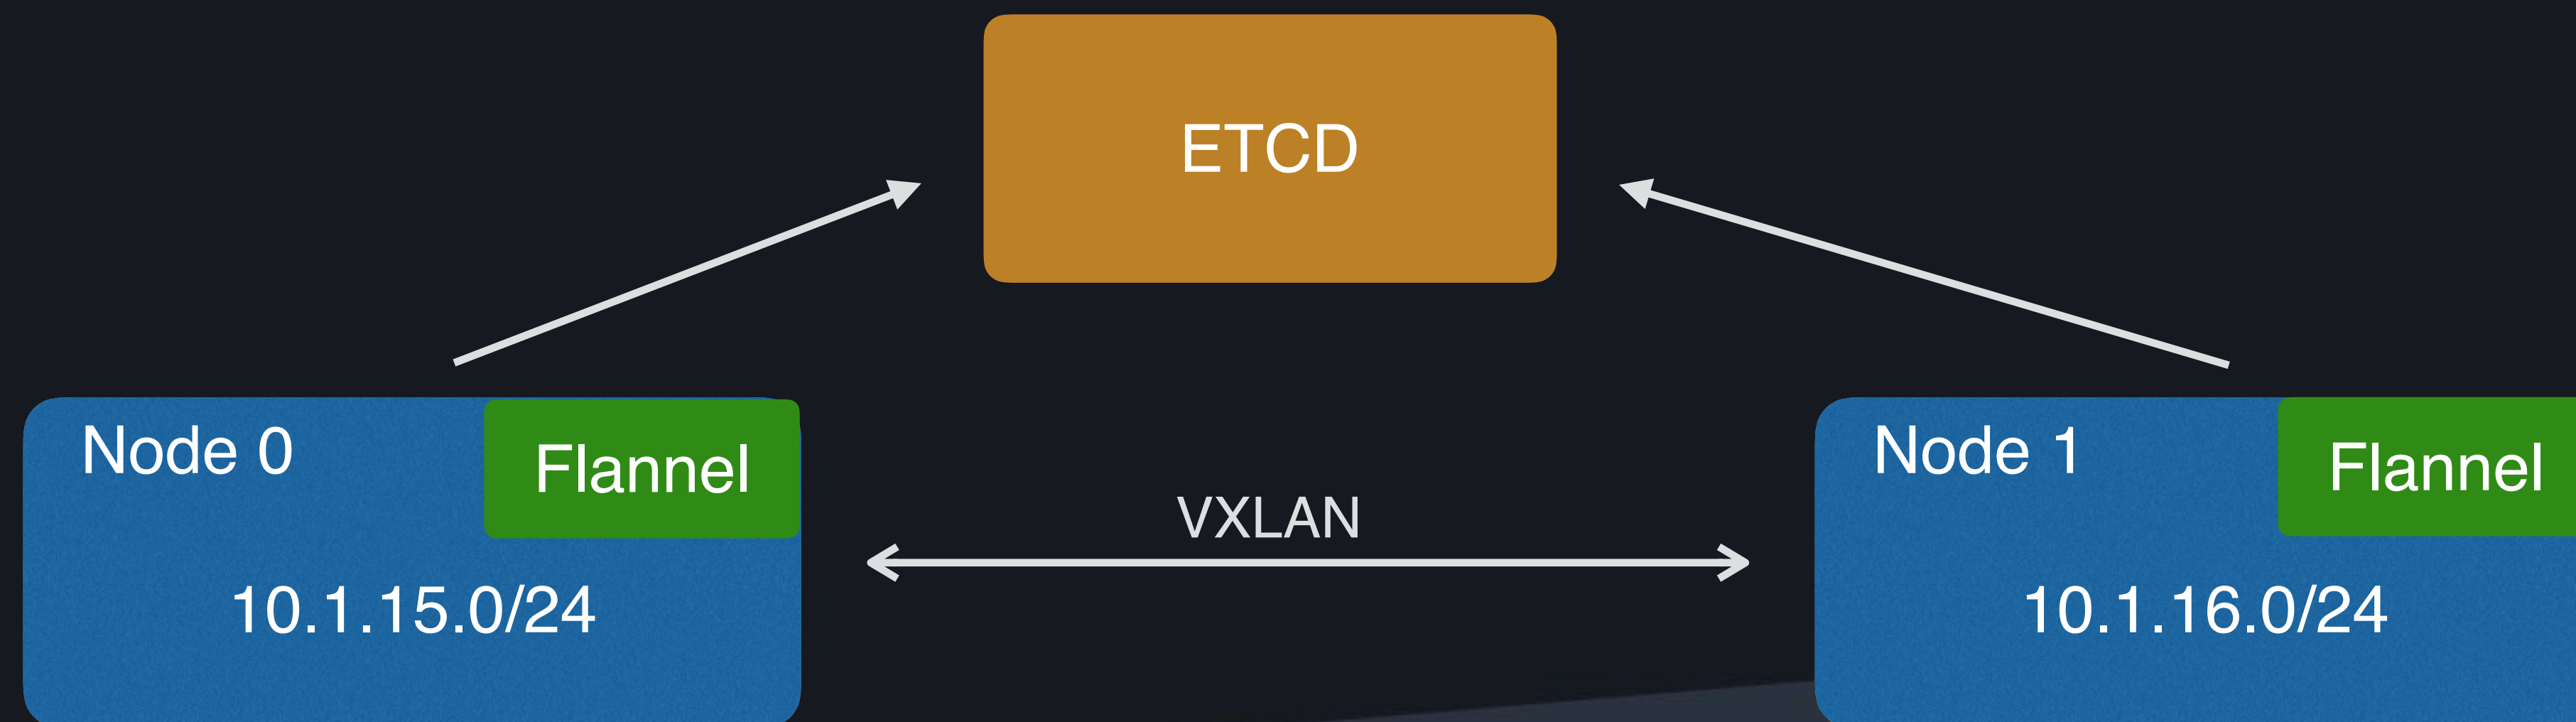 ETCD
Node 0
Flannel
Node 1
Flannel
VXLAN
10.1.15.0/24
10.1.16.0/24